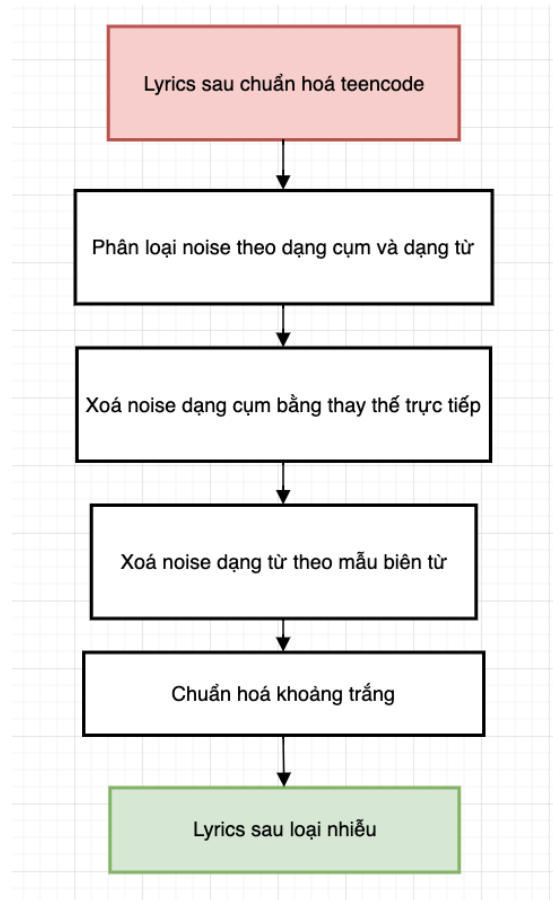 Lyrics sau chuẩn hoá teencode
Phân loại noise theo dạng cụm và dạng từ
Xoá noise dạng cụm bằng thay thế trực tiếp
Xoá noise dạng từ theo mẫu biên từ
Chuẩn hoá khoảng trắng
Lyrics sau loại nhiễu